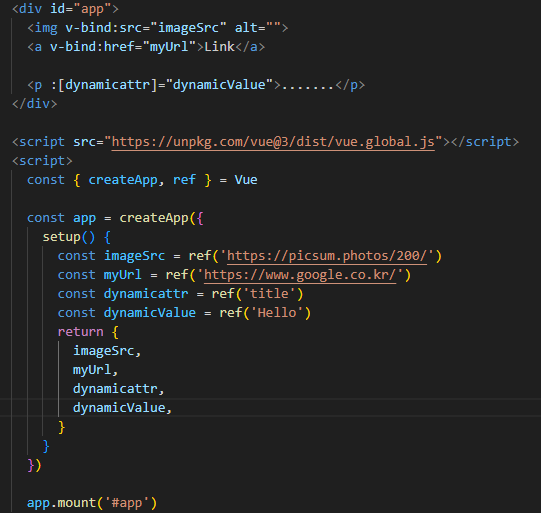 <div id="app">
  <img v-bind:src="imageSrc" alt="">
  <a v-bind:href="myUrl">Link</a>

  <p :[dynamicattr]="dynamicValue">.......</p>
</div>

<script src="https://unpkg.com/vue@3/dist/vue.global.js"></script>
<script>
  const { createApp, ref } = Vue

  const app = createApp({
    setup() {
      const imageSrc = ref('https://picsum.photos/200/')
      const myUrl = ref('https://www.google.co.kr/')
      const dynamicattr = ref('title')
      const dynamicValue = ref('Hello')
      return {
        imageSrc,
        myUrl,
        dynamicattr,
        dynamicValue,
      }
    }
  })

  app.mount('#app')